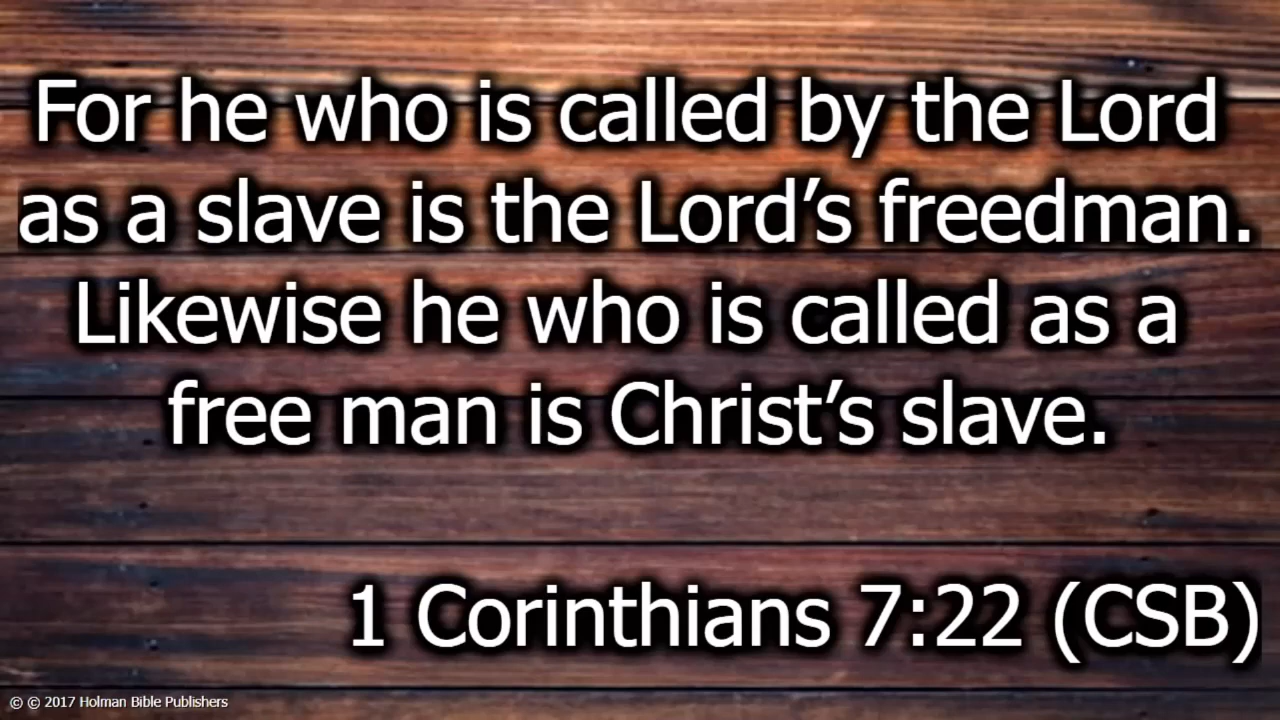 For he who is called by the Lord
as a slave is the Lord’s freedman.
Likewise he who is called as a
free man is Christ’s slave.
1 Corinthians 7:22 (CSB)
© © 2017 Holman Bible Publishers